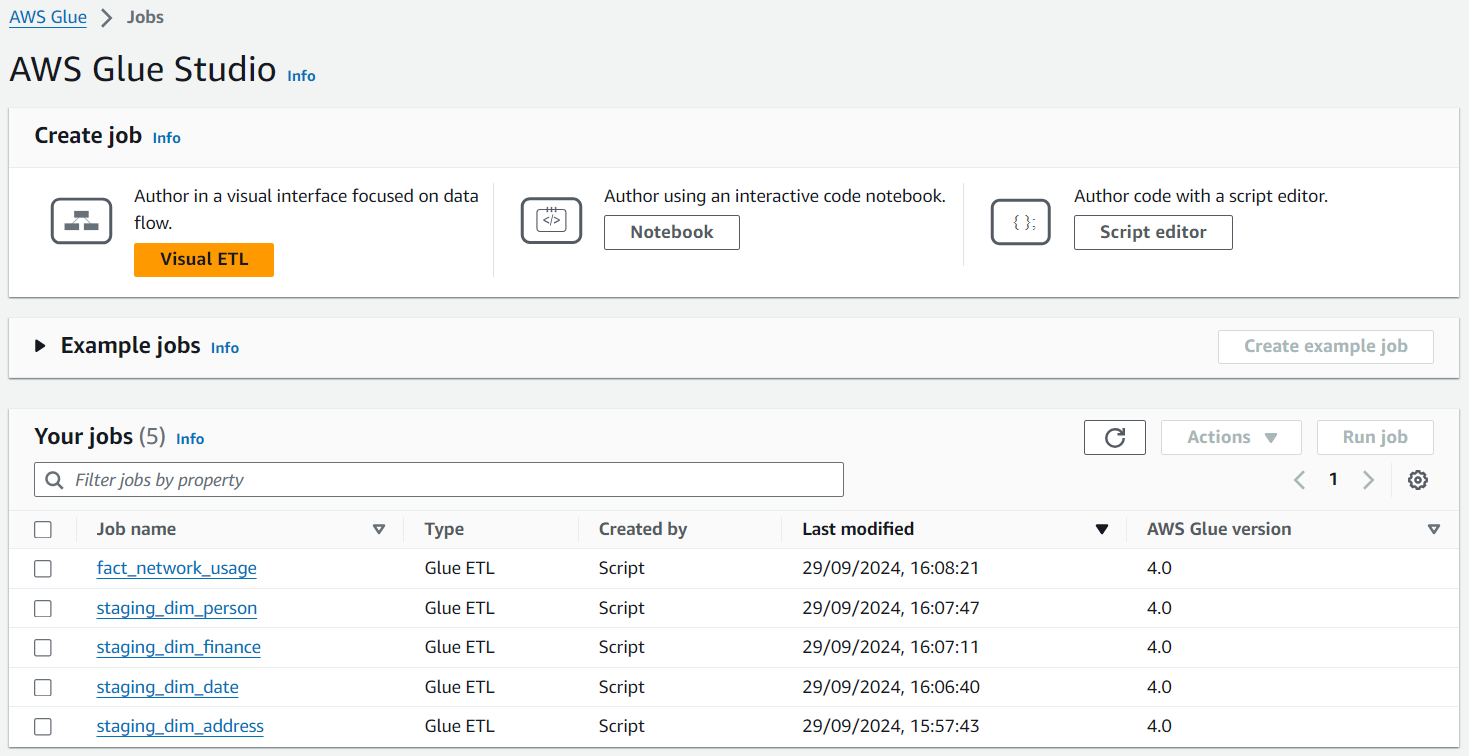 AWS Glue > Jobs
AWS Glue Studio Info
Create job Info
Author in a visual interface focused on data
flow.
Visual ETL
</>
Author using an interactive code notebook.
Notebook
{ };
Author code with a script editor.
Script editor
Example jobs Info
Create example job
Your jobs (5) Info
Actions
Run job
Filter jobs by property
1
Job name Type Created by Last modified AWS Glue version
fact_network_usage Glue ETL Script 29/09/2024, 16:08:21 4.0
staging_dim_person Glue ETL Script 29/09/2024, 16:07:47 4.0
staging_dim_finance Glue ETL Script 29/09/2024, 16:07:11 4.0
staging_dim_date Glue ETL Script 29/09/2024, 16:06:40 4.0
staging_dim_address Glue ETL Script 29/09/2024, 15:57:43 4.0